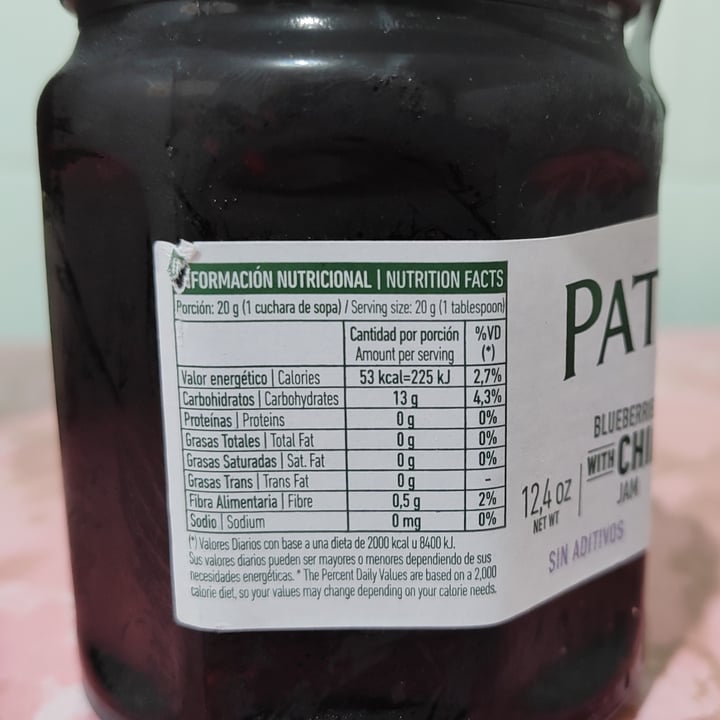 INFORMACIÓN NUTRICIONAL | NUTRITION FACTS
Porción: 20 g (1 cuchara de sopa) / Serving size: 20 g (1 tablespoon)
Cantidad por porción %VD
Amount per serving (*)
Valor energético | Calories 53 kcal=225 kJ 2,7%
Carbohidratos | Carbohydrates 13 g 4,3%
Proteínas | Proteins 0 g 0%
Grasas Totales | Total Fat 0 g 0%
Grasas Saturadas | Sat. Fat 0 g 0%
Grasas Trans | Trans Fat 0 g -
Fibra Alimentaria | Fibre 0,5 g 2%
Sodio | Sodium 0 mg 0%
(*) Valores Diarios con base a una dieta de 2000 kcal u 8400 kJ.
Sus valores diarios pueden ser mayores o menores dependiendo de sus
necesidades energéticas. * The Percent Daily Values are based on a 2,000
calorie diet, so your values may change depending on your calorie needs.
PAT
BLUEBERRIE
WITH CHI
JAM
12,4 OZ
NET WT
SIN ADITIVOS